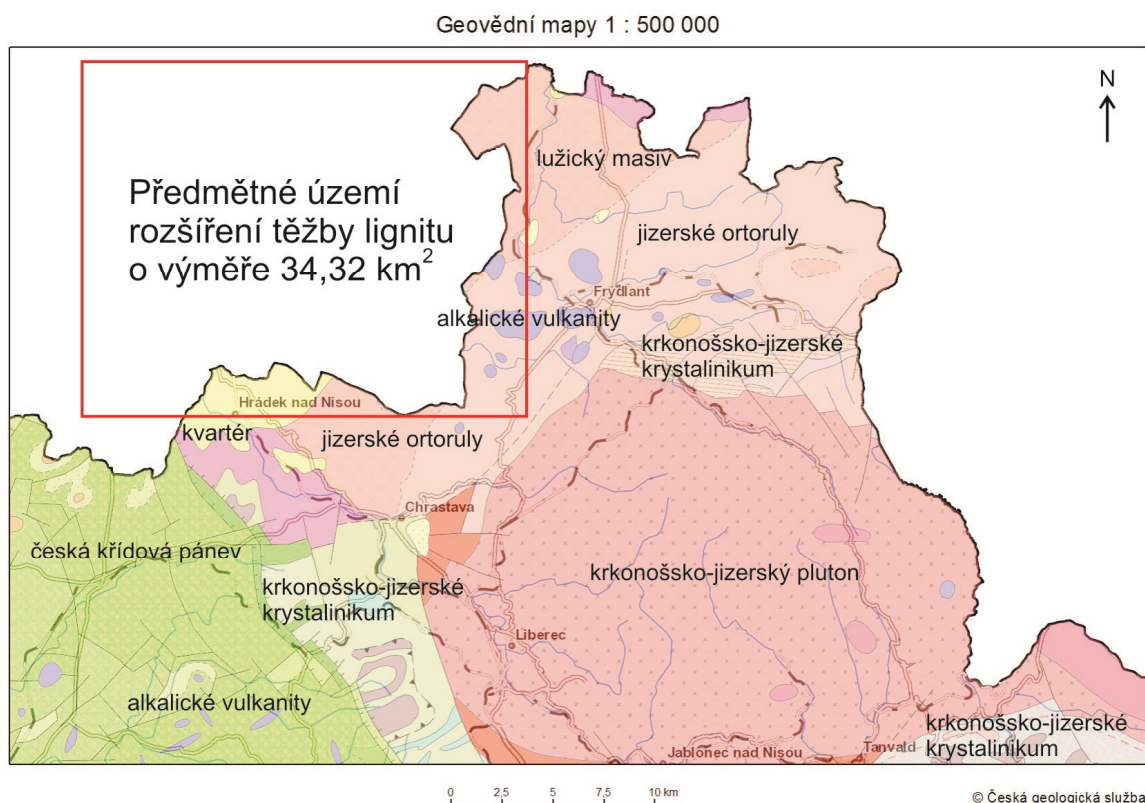 Geovědní mapy 1 : 500 000
N
Předmětné území
rozšíření těžby lignitu
o výměře 34,32 km²
lužický masiv
jizerské ortoruly
Frýdlant
alkalické vulkanity
krkonošsko-jizerské
krystalinikum
Hrádek nad Nisou
kvartér
jizerské ortoruly
Chrastava
česká křídová pánev
krkonošsko-jizerské
krystalinikum
krkonošsko-jizerský pluton
Liberec
alkalické vulkanity
krkonošsko-jizerské
krystalinikum
Jablonec nad Nisou
Tanvald
0 2,5 5 7,5 10 km
© Česká geologická služba